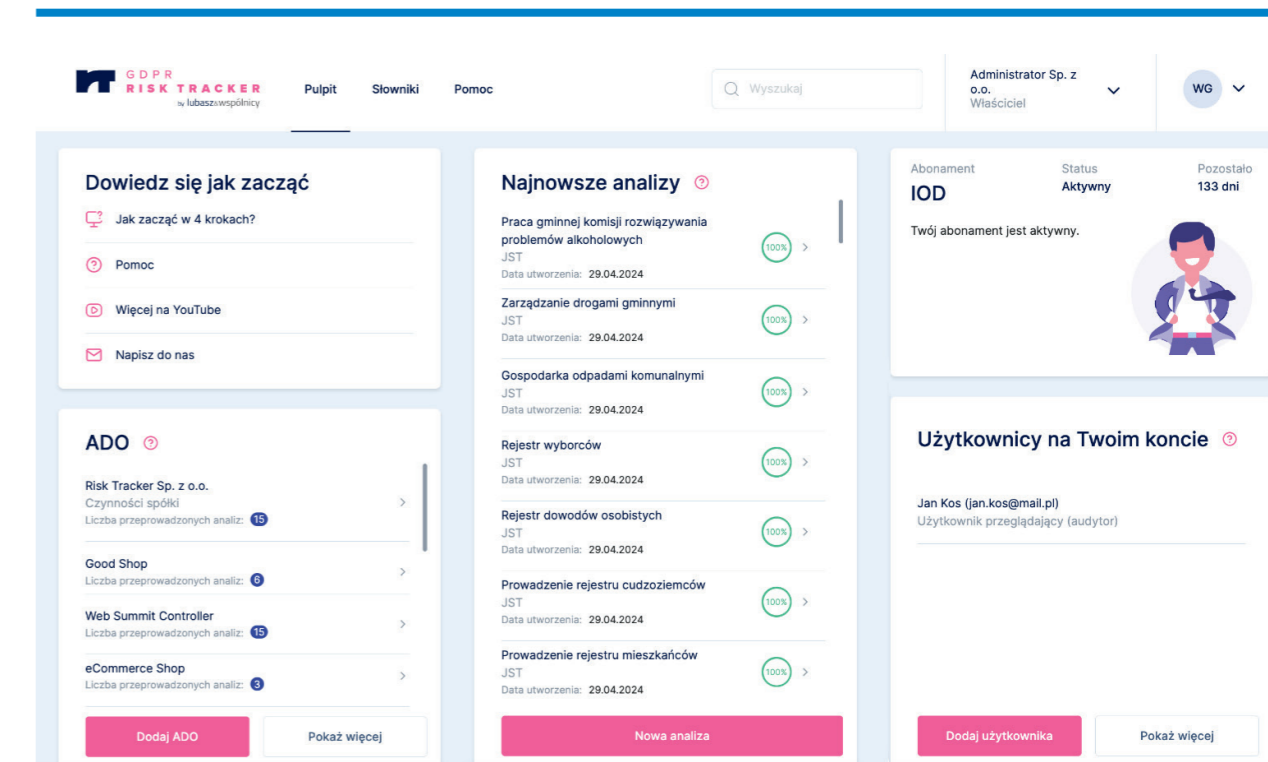 GDPR
RISK TRACKER
by lubasz&wspólnicy
Pulpit
Słowniki
Pomoc
Wyszukaj
Administrator Sp. z
o.o.
Właściciel
WG
Dowiedz się jak zacząć
Jak zacząć w 4 krokach?
Pomoc
Więcej na YouTube
Napisz do nas
ADO
Risk Tracker Sp. z o.o.
Czynności spółki
Liczba przeprowadzonych analiz: 15
Good Shop
Liczba przeprowadzonych analiz: 6
Web Summit Controller
Liczba przeprowadzonych analiz: 15
eCommerce Shop
Liczba przeprowadzonych analiz: 3
Dodaj ADO
Pokaż więcej
Najnowsze analizy
Praca gminnej komisji rozwiązywania
problemów alkoholowych
JST
Data utworzenia: 29.04.2024
100%
Zarządzanie drogami gminnymi
JST
Data utworzenia: 29.04.2024
100%
Gospodarka odpadami komunalnymi
JST
Data utworzenia: 29.04.2024
100%
Rejestr wyborców
JST
Data utworzenia: 29.04.2024
100%
Rejestr dowodów osobistych
JST
Data utworzenia: 29.04.2024
100%
Prowadzenie rejestru cudzoziemców
JST
Data utworzenia: 29.04.2024
100%
Prowadzenie rejestru mieszkańców
JST
Data utworzenia: 29.04.2024
100%
Nowa analiza
Abonament
IOD
Status
Aktywny
Pozostało
133 dni
Twój abonament jest aktywny.
Użytkownicy na Twoim koncie
Jan Kos (jan.kos@mail.pl)
Użytkownik przeglądający (audytor)
Dodaj użytkownika
Pokaż więcej